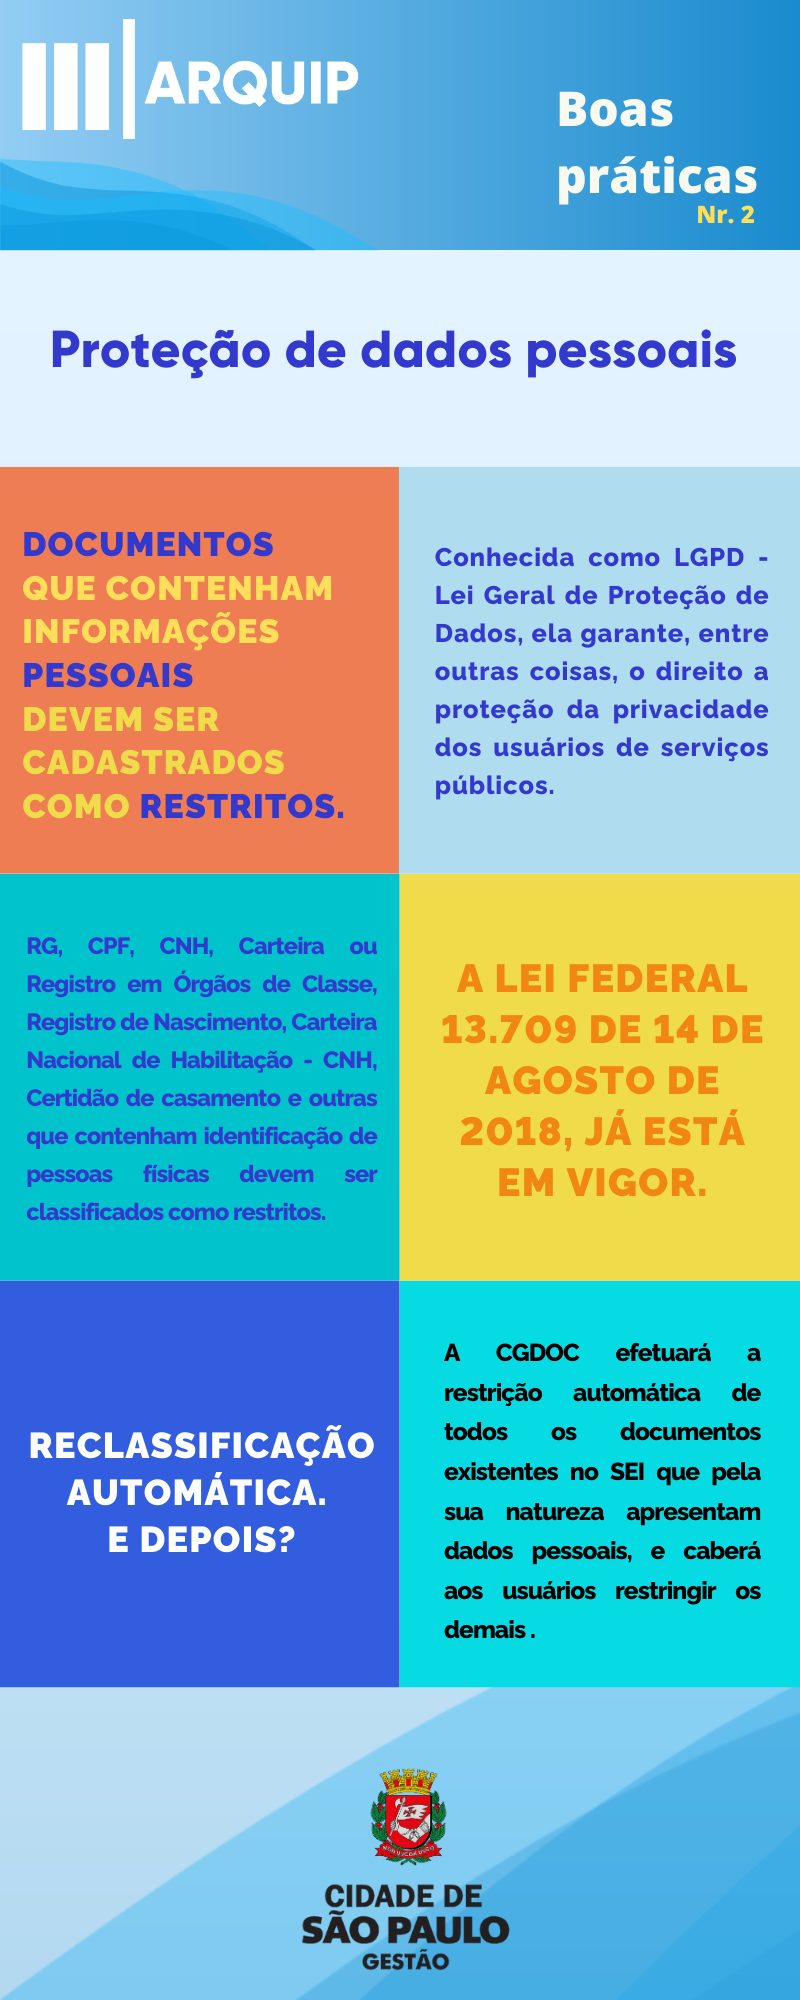 ARQUIP
Boas
práticas
Nr. 2
Proteção de dados pessoais
DOCUMENTOS
QUE CONTENHAM
INFORMAÇÕES
PESSOAIS
DEVEM SER
CADASTRADOS
COMO RESTRITOS.
Conhecida como LGPD -
Lei Geral de Proteção de
Dados, ela garante, entre
outras coisas, o direito a
proteção da privacidade
dos usuários de serviços
públicos.
RG, CPF, CNH, Carteira ou
Registro em Órgãos de Classe,
Registro de Nascimento, Carteira
Nacional de Habilitação - CNH,
Certidão de casamento e outras
que contenham identificação de
pessoas físicas devem ser
classificados como restritos.
A LEI FEDERAL
13.709 DE 14 DE
AGOSTO DE
2018, JÁ ESTÁ
EM VIGOR.
RECLASSIFICAÇÃO
AUTOMÁTICA.
E DEPOIS?
A CGDOC efetuará a
restrição automática de
todos os documentos
existentes no SEI que pela
sua natureza apresentam
dados pessoais, e caberá
aos usuários restringir os
demais .
CIDADE DE
SÃO PAULO
GESTÃO